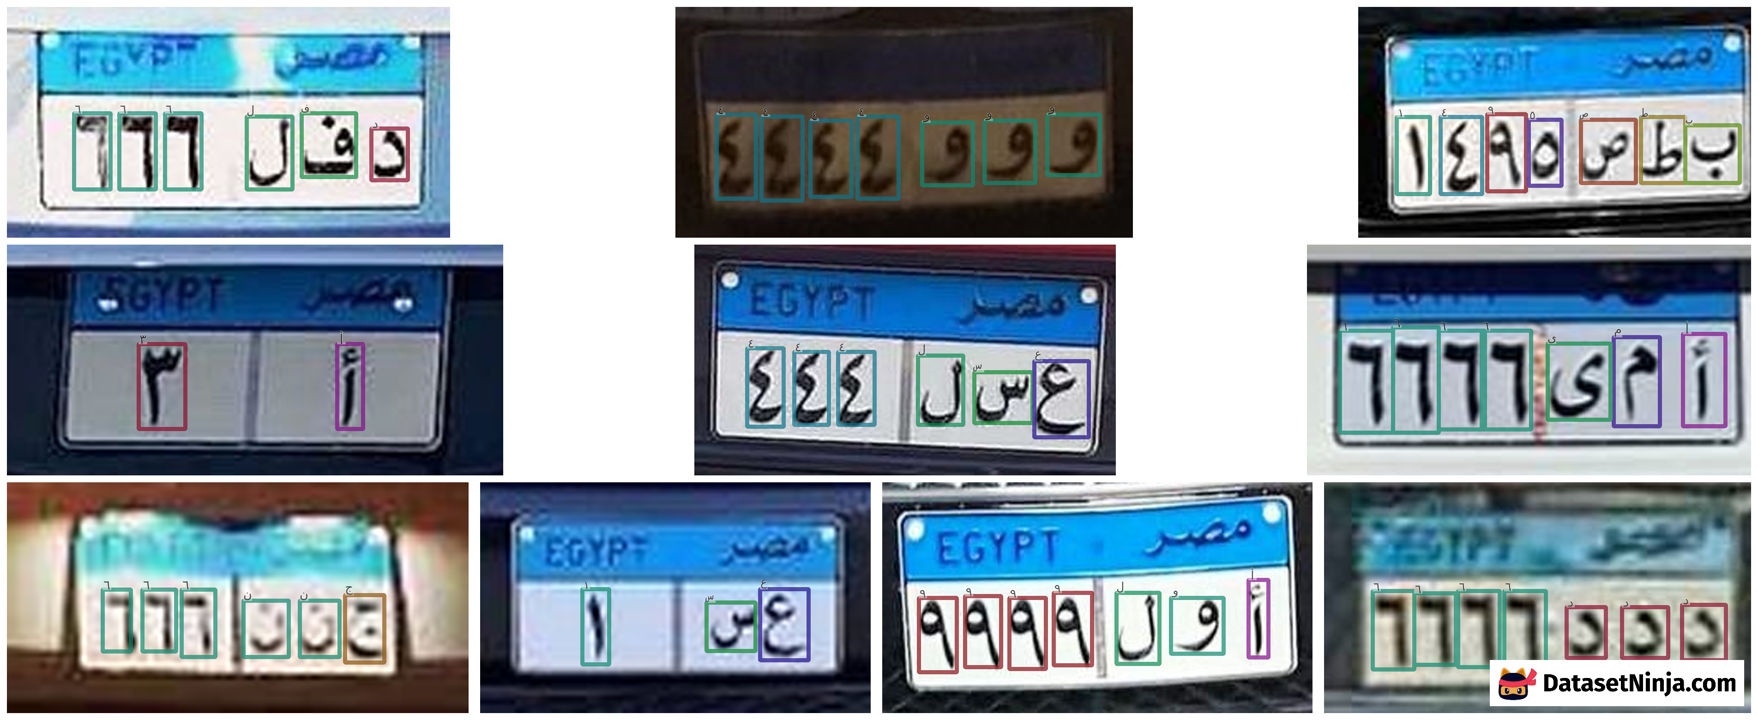 EGYPT مصر
٦٦٦ ل ف د
٤٤٤٤ و و و
EGYPT مصر
١٤٩٥ ص ط ب
EGYPT مصر
٣ أ
EGYPT مصر
٤٤٤ ل س ع
EGYPT
٦٦٦٦ ى م أ
٦٦٦ ن ن ج
EGYPT مصر
١ س ع
EGYPT مصر
٩٩٩٩ ل و أ
EGYPT مصر
٦٦٦٦ د د د
DatasetNinja.com